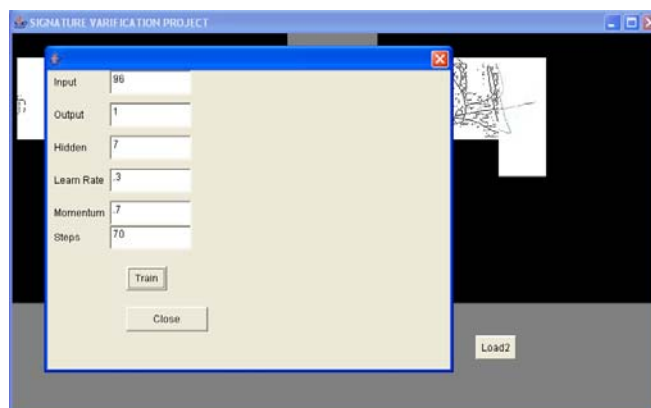 SIGNATURE VARIFICATION PROJECT
Input 96
Output 1
Hidden 7
Learn Rate .3
Momentum .7
Steps 70
Train
Close
Load2